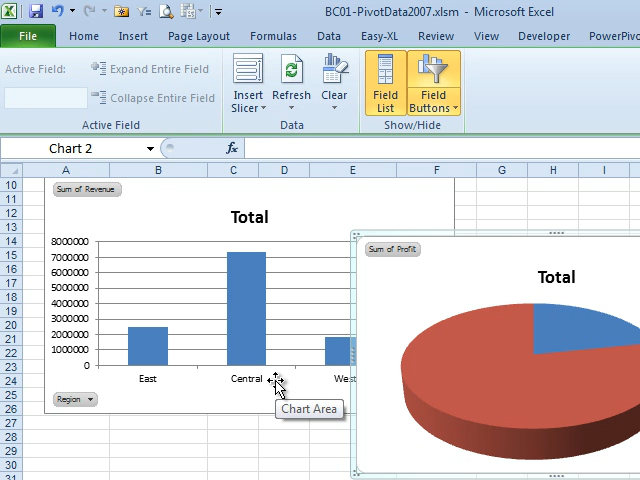 BC01-PivotData2007.xlsm - Microsoft Excel
File Home Insert Page Layout Formulas Data Easy-XL Review View Developer PowerPivo
Active Field:
Expand Entire Field
Collapse Entire Field
Active Field
Insert
Slicer
Refresh
Clear
Data
Field
List
Field
Buttons
Show/Hide
Chart 2
fx
A B C D E F G H I
10
11
12
13
14
15
16
17
18
19
20
21
22
23
24
25
26
27
28
29
30
31
Sum of Revenue
Total
8000000
7000000
6000000
5000000
4000000
3000000
2000000
1000000
0
East Central West
Region
Chart Area
Sum of Profit
Total